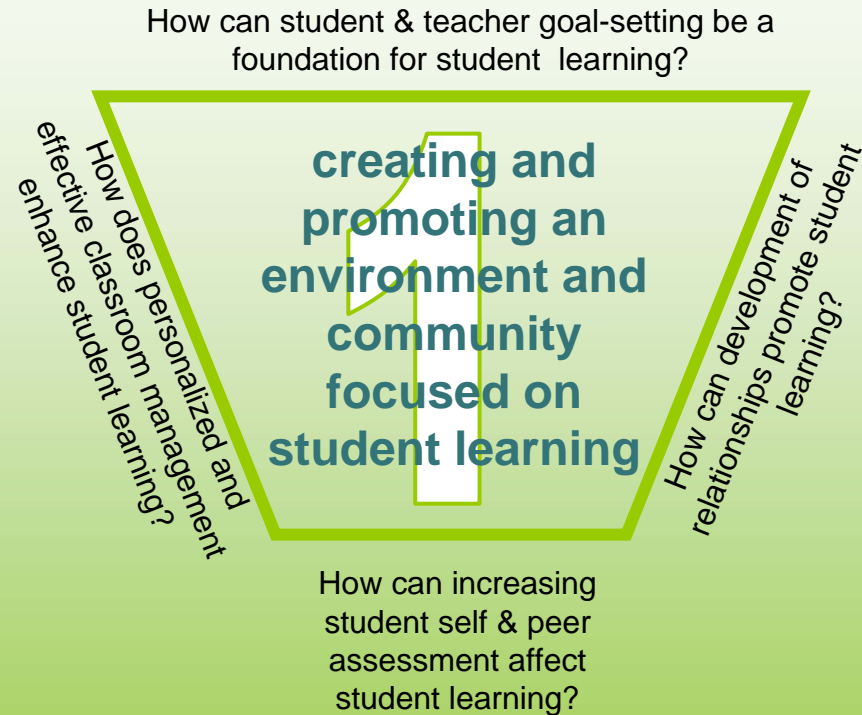 How can student & teacher goal-setting be a
foundation for student learning?
How does personalized and
effective classroom management
enhance student learning?
1
creating and
promoting an
environment and
community
focused on
student learning
How can development of
relationships promote student
learning?
How can increasing
student self & peer
assessment affect
student learning?